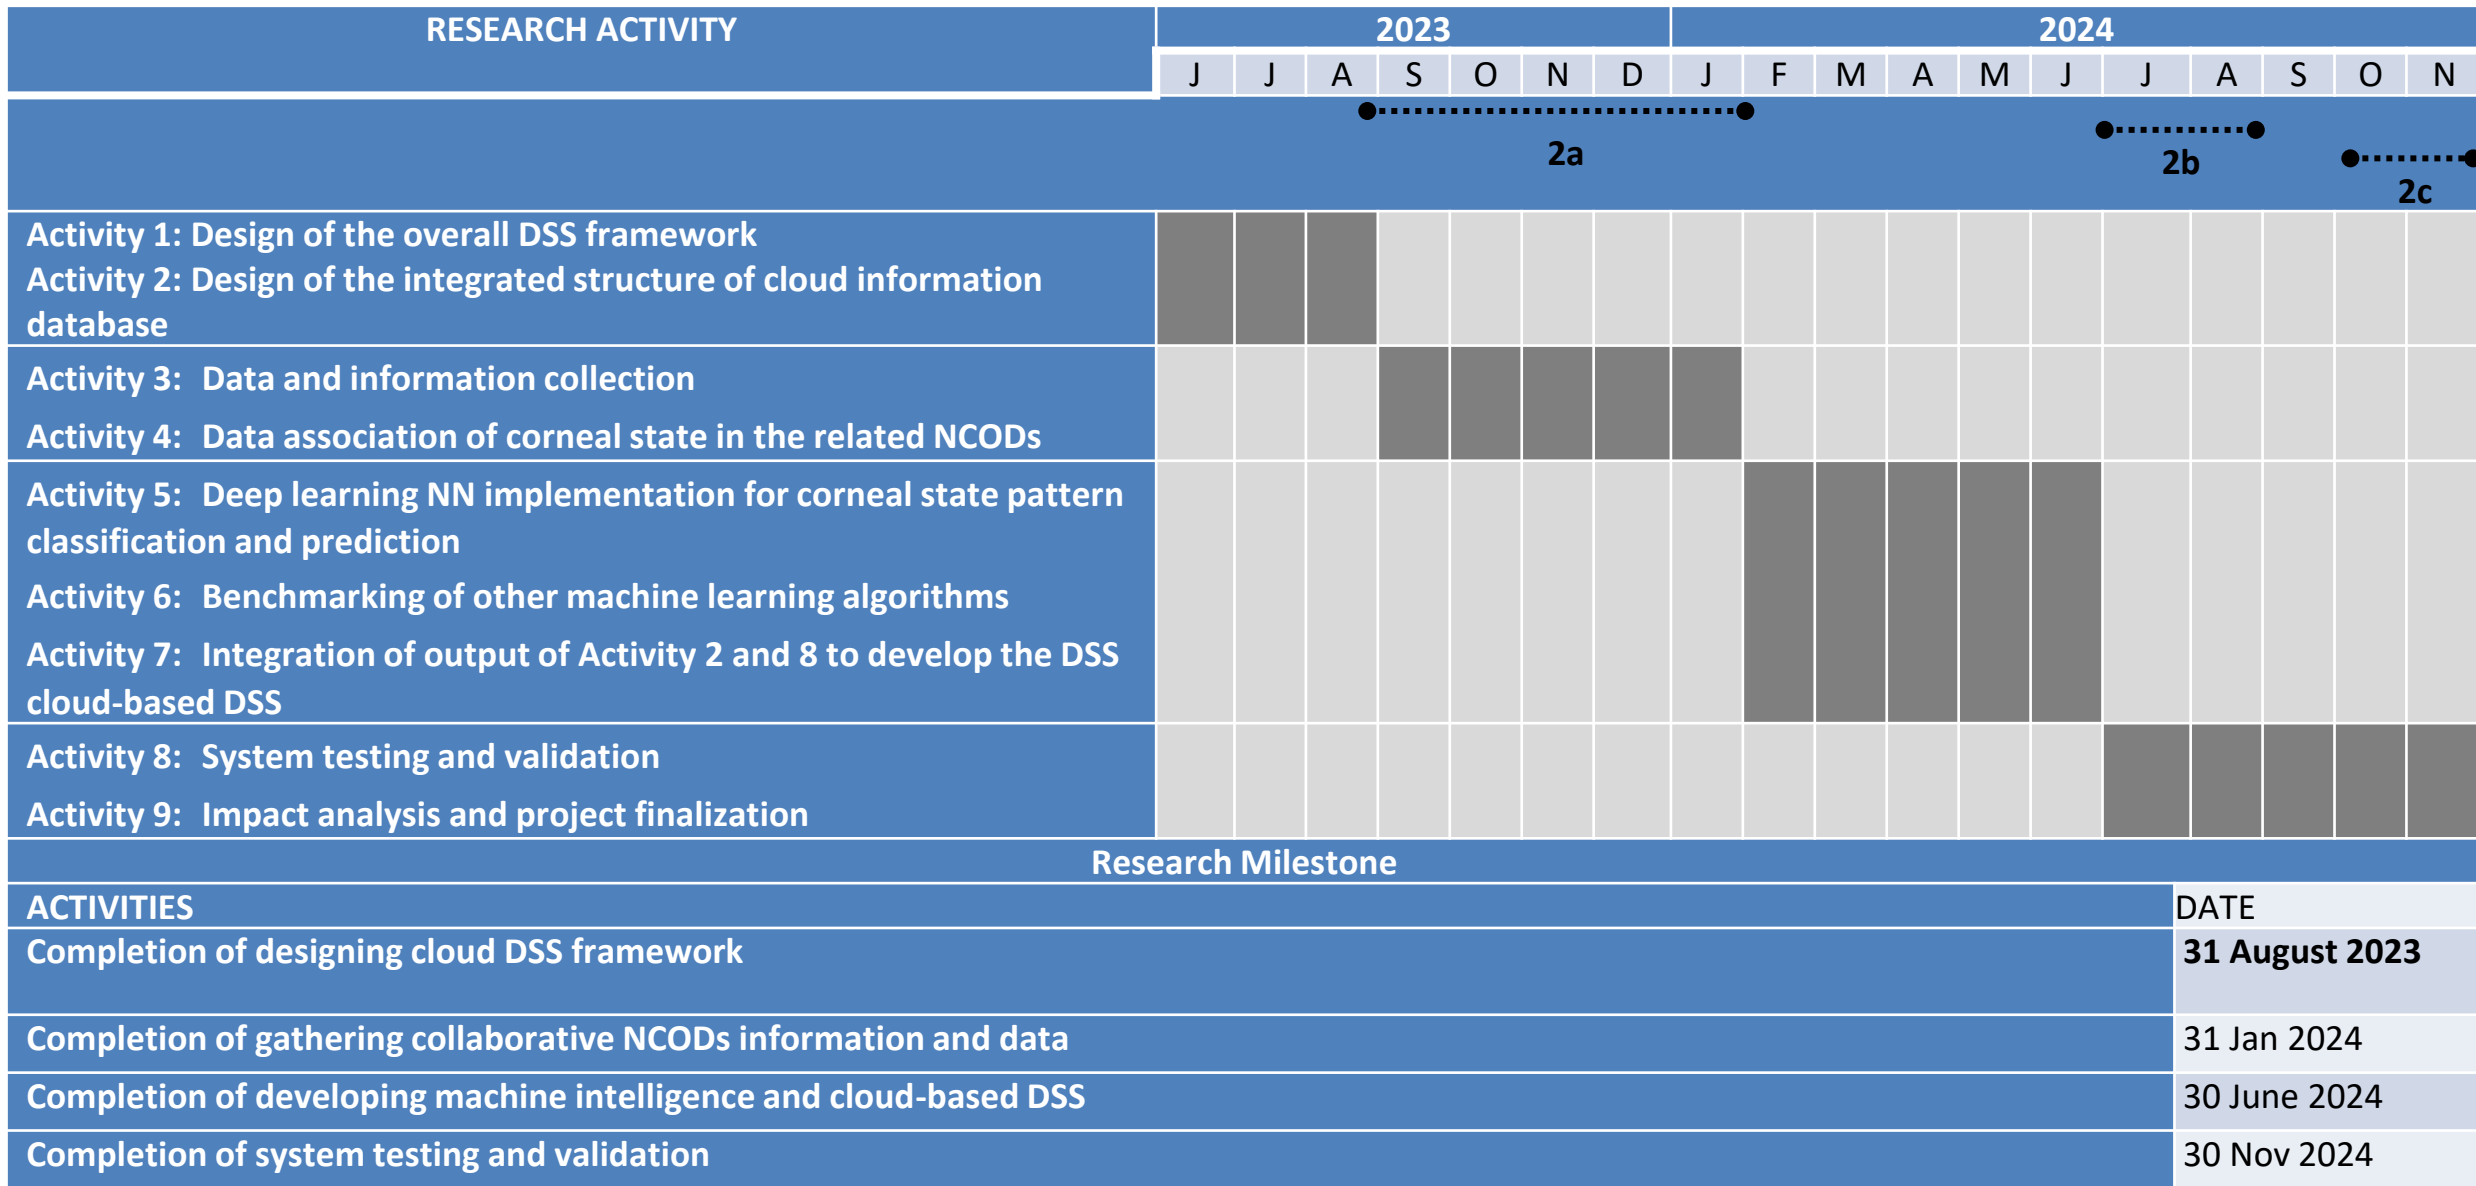 RESEARCH ACTIVITY 2023 2024
J J A S O N D J F M A M J J A S O N
2a
2b
2c
Activity 1: Design of the overall DSS framework
Activity 2: Design of the integrated structure of cloud information
database
Activity 3: Data and information collection
Activity 4: Data association of corneal state in the related NCODs
Activity 5: Deep learning NN implementation for corneal state pattern
classification and prediction
Activity 6: Benchmarking of other machine learning algorithms
Activity 7: Integration of output of Activity 2 and 8 to develop the DSS
cloud-based DSS
Activity 8: System testing and validation
Activity 9: Impact analysis and project finalization
Research Milestone
ACTIVITIES DATE
Completion of designing cloud DSS framework 31 August 2023
Completion of gathering collaborative NCODs information and data 31 Jan 2024
Completion of developing machine intelligence and cloud-based DSS 30 June 2024
Completion of system testing and validation 30 Nov 2024